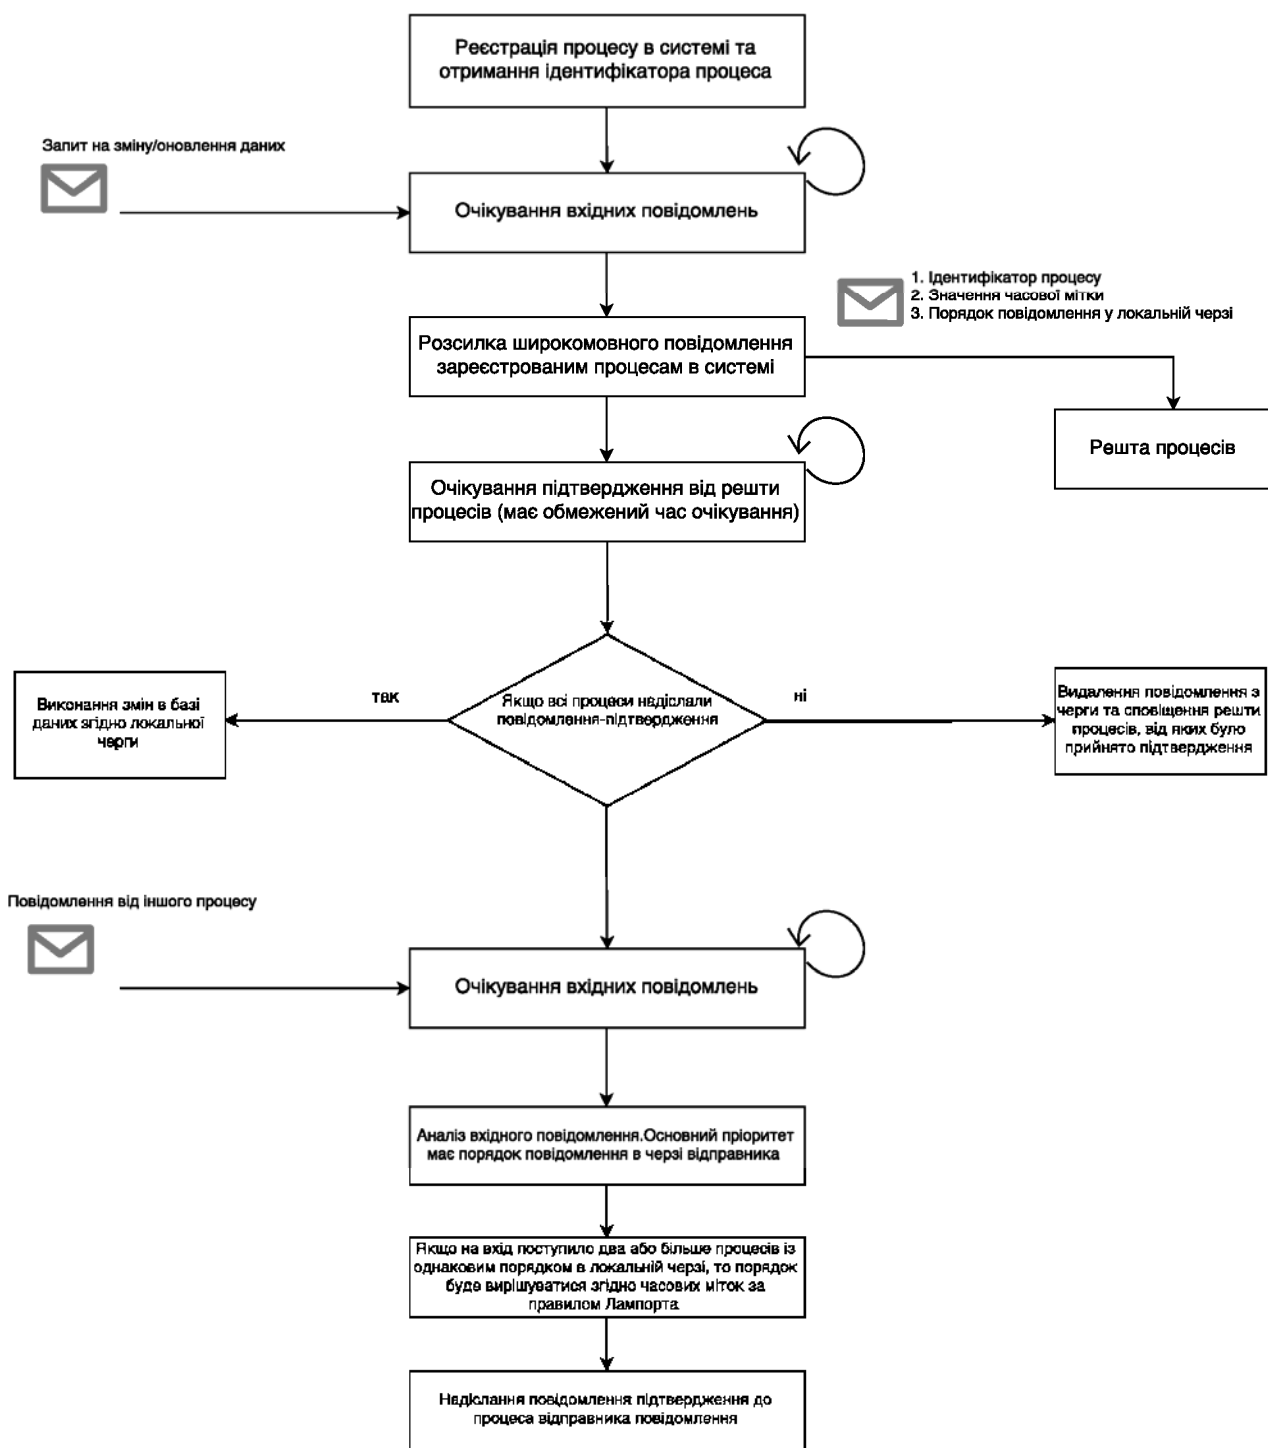 Реєстрація процесу в системі та
отримання ідентифікатора процеса
Запит на зміну/оновлення даних
Очікування вхідних повідомлень
1. Ідентифікатор процесу
2. Значення часової мітки
3. Порядок повідомлення у локальній черзі
Розсилка широкомовного повідомлення
зареєстрованим процесам в системі
Решта процесів
Очікування підтвердження від решти
процесів (має обмежений час очікування)
так
ні
Якщо всі процеси надіслали
повідомлення-підтвердження
Виконання змін в базі
даних згідно локальної
черги
Видалення повідомлення з
черги та сповіщення решти
процесів, від яких було
прийнято підтвердження
Повідомлення від іншого процесу
Очікування вхідних повідомлень
Аналіз вхідного повідомлення.Основний пріоритет
має порядок повідомлення в черзі відправника
Якщо на вхід поступило два або більше процесів із
однаковим порядком в локальній черзі, то порядок
буде вирішуватися згідно часових міток за
правилом Лампорта
Надіслання повідомлення підтвердження до
процеса відправника повідомлення